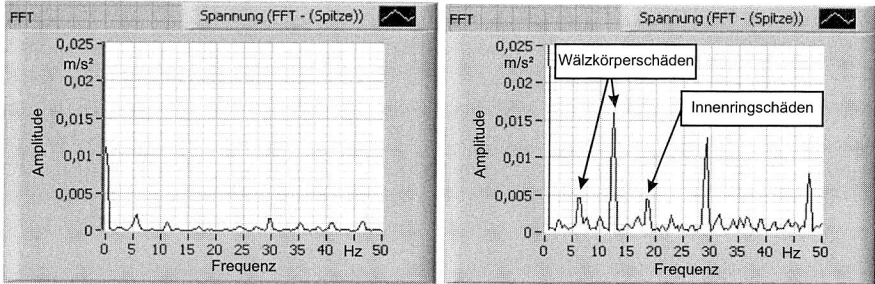 FFT
Spannung (FFT - (Spitze))
0,025
m/s²
0,02
0,015
0,01
0,005
0
Amplitude
0 5 10 15 20 25 30 35 Hz 50
Frequenz
FFT
Spannung (FFT - (Spitze))
0,025
m/s²
0,02
0,015
0,01
0,005
0
Amplitude
Wälzkörperschäden
Innenringschäden
0 5 10 15 20 25 30 35 40 Hz 50
Frequenz